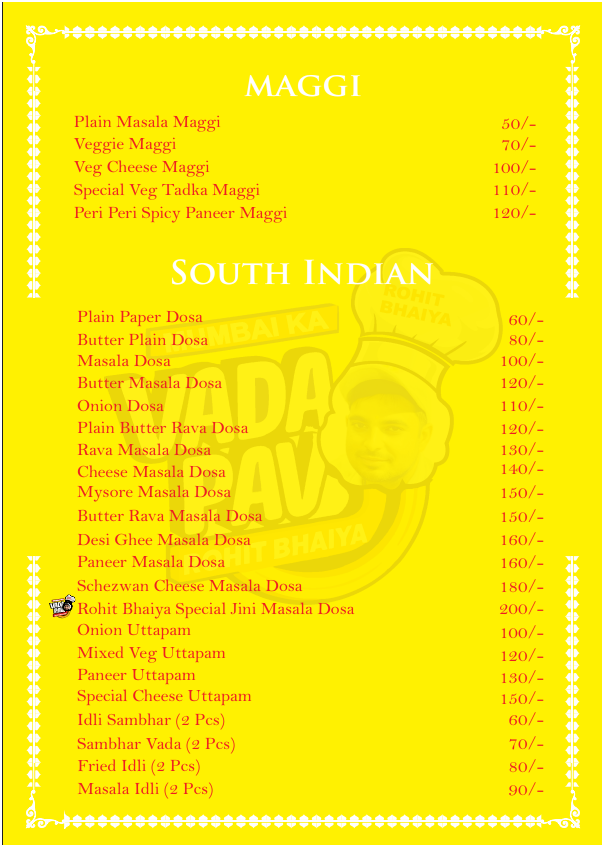 MAGGI
Plain Masala Maggi 50/-
Veggie Maggi 70/-
Veg Cheese Maggi 100/-
Special Veg Tadka Maggi 110/-
Peri Peri Spicy Paneer Maggi 120/-
SOUTH INDIAN
ROHIT
BHAIYA
MUMBAI KA
VADA
PAV
ROHIT BHAIYA
Plain Paper Dosa 60/-
Butter Plain Dosa 80/-
Masala Dosa 100/-
Butter Masala Dosa 120/-
Onion Dosa 110/-
Plain Butter Rava Dosa 120/-
Rava Masala Dosa 130/-
Cheese Masala Dosa 140/-
Mysore Masala Dosa 150/-
Butter Rava Masala Dosa 150/-
Desi Ghee Masala Dosa 160/-
Paneer Masala Dosa 160/-
Schezwan Cheese Masala Dosa 180/-
Rohit Bhaiya Special Jini Masala Dosa 200/-
Onion Uttapam 100/-
Mixed Veg Uttapam 120/-
Paneer Uttapam 130/-
Special Cheese Uttapam 150/-
Idli Sambhar (2 Pcs) 60/-
Sambhar Vada (2 Pcs) 70/-
Fried Idli (2 Pcs) 80/-
Masala Idli (2 Pcs) 90/-